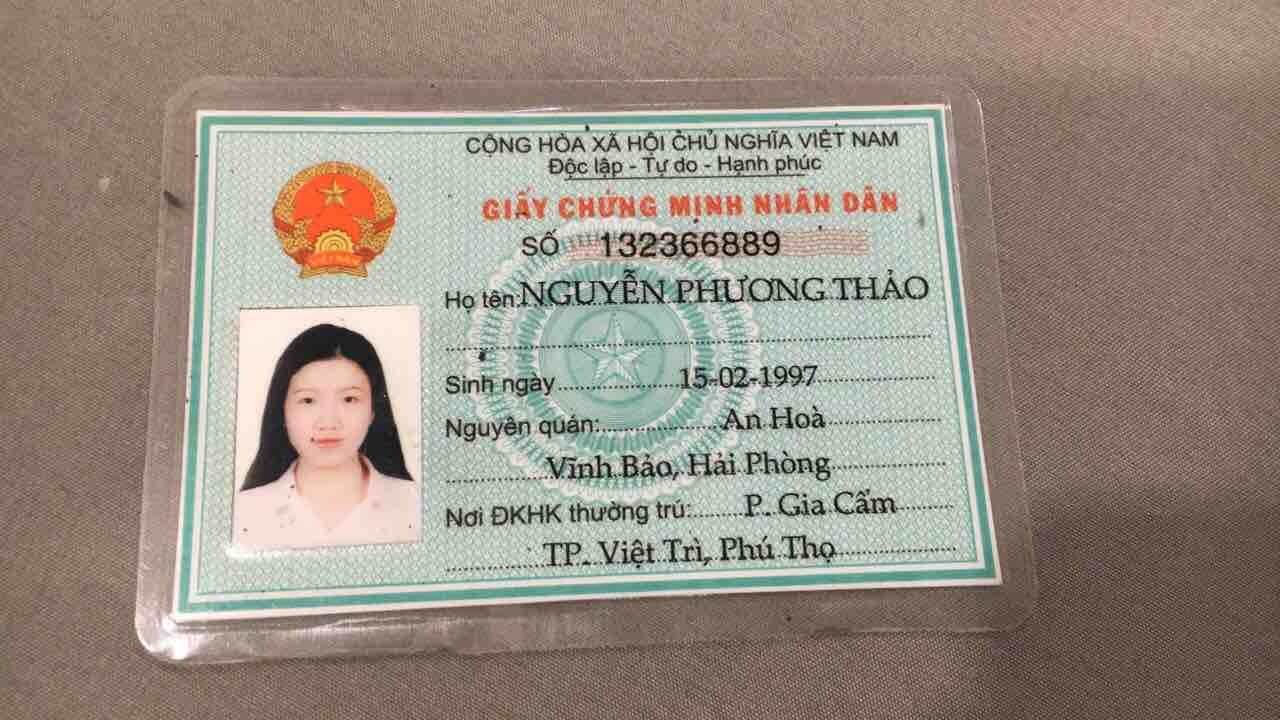 CỘNG HÒA XÃ HỘI CHỦ NGHĨA VIỆT NAM
Độc lập - Tự do - Hạnh phúc
GIẤY CHỨNG MINH NHÂN DÂN
SỐ 132366889
Họ tên: NGUYỄN PHƯƠNG THẢO
Sinh ngày 15-02-1997
Nguyên quán: An Hoà
Vĩnh Bảo, Hải Phòng
Nơi ĐKHK thường trú: P. Gia Cẩm
TP. Việt Trì, Phú Thọ